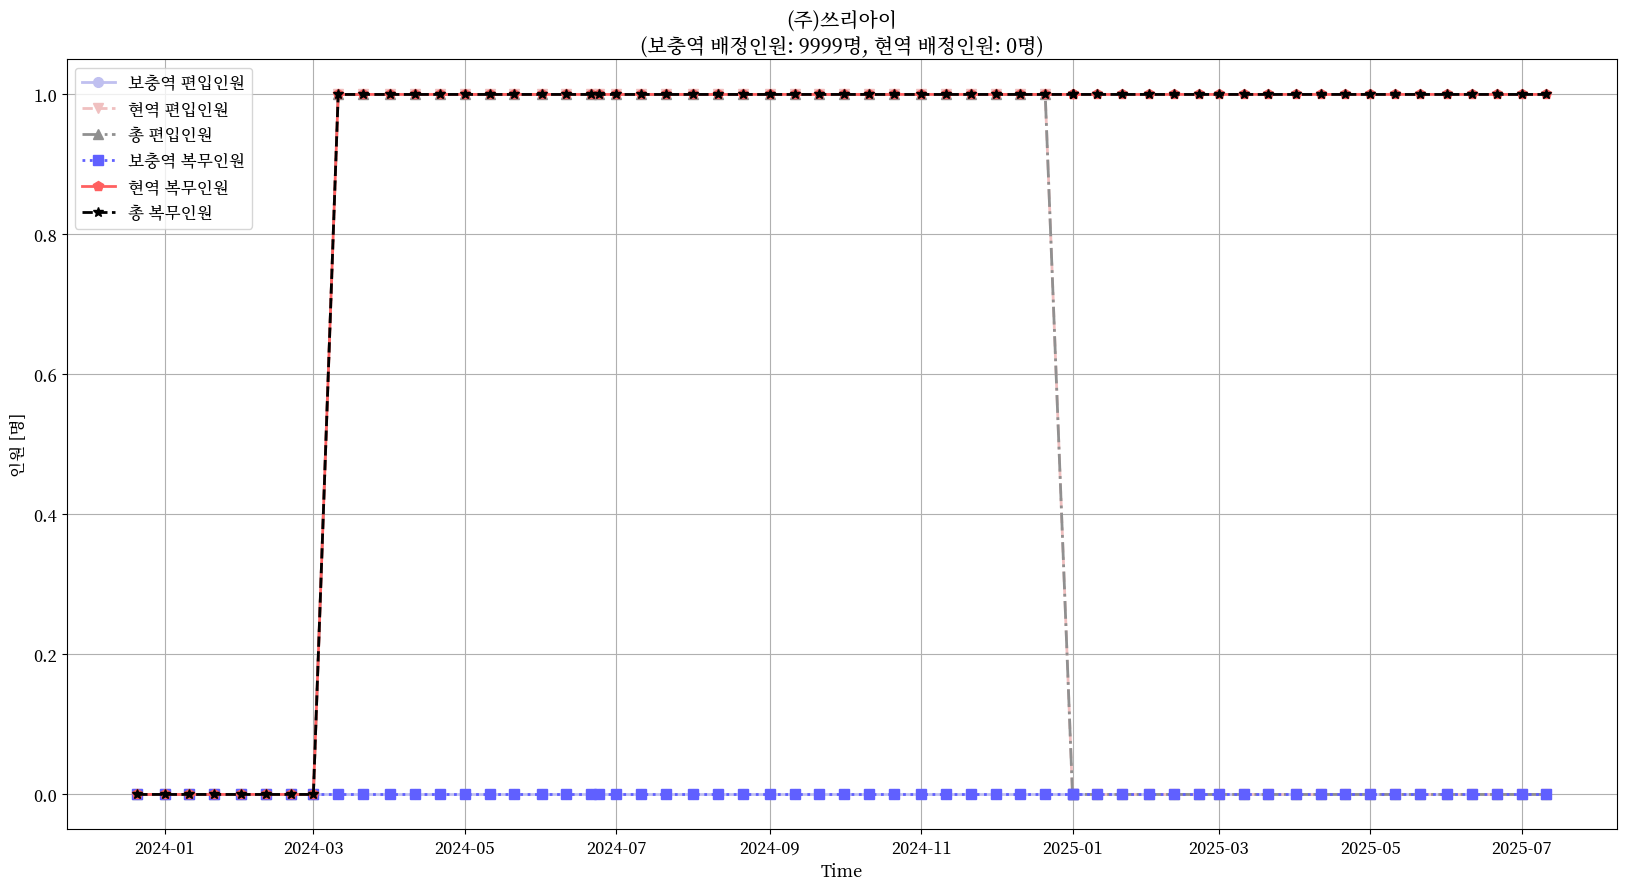 (주)쓰리아이
(보충역 배정인원: 9999명, 현역 배정인원: 0명)
보충역 편입인원
현역 편입인원
총 편입인원
보충역 복무인원
현역 복무인원
총 복무인원
1.0
0.8
0.6
0.4
0.2
0.0
인원 [명]
2024-01 2024-03 2024-05 2024-07 2024-09 2024-11 2025-01 2025-03 2025-05 2025-07
Time